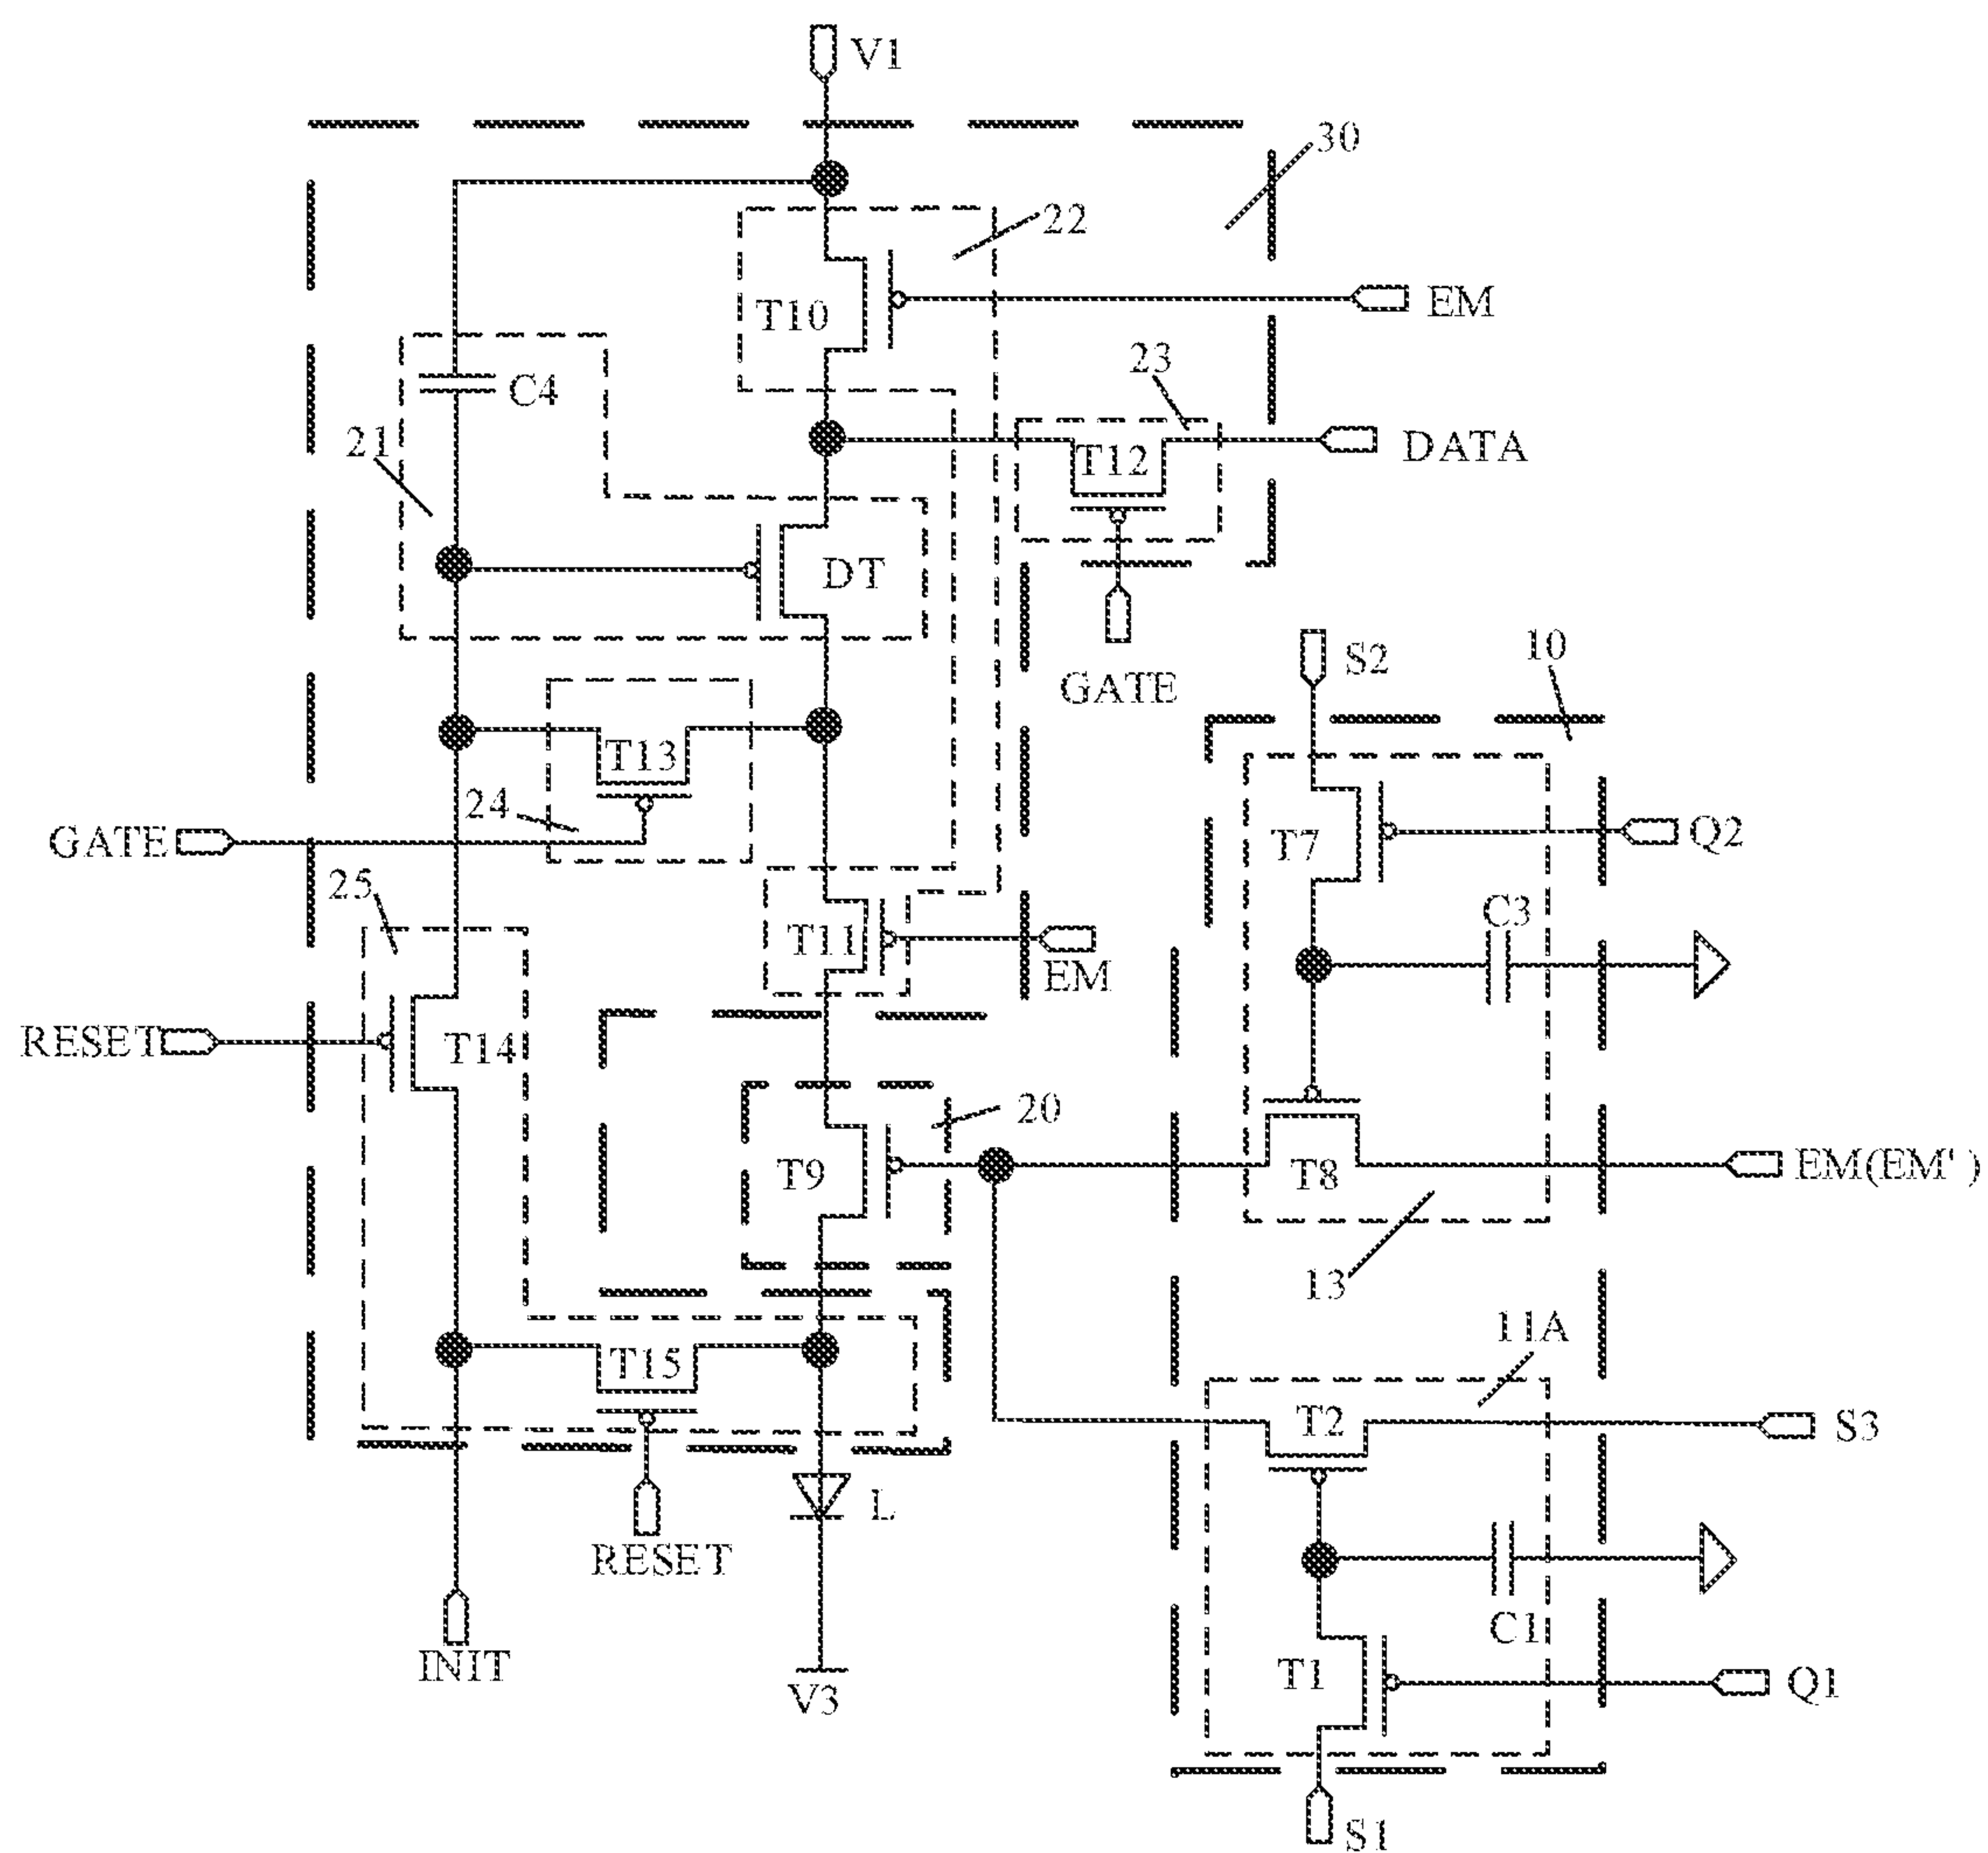 V1
30
22
T10
EM
23
C4
21
T12
DATA
DT
GATE
S2
10
T13
24
GATE
T7
Q2
25
C3
T11
EM
RESET
T14
20
T9
T8
EM(EM')
13
11A
T15
T2
S3
L
RESET
INIT
V3
C1
T1
Q1
S1